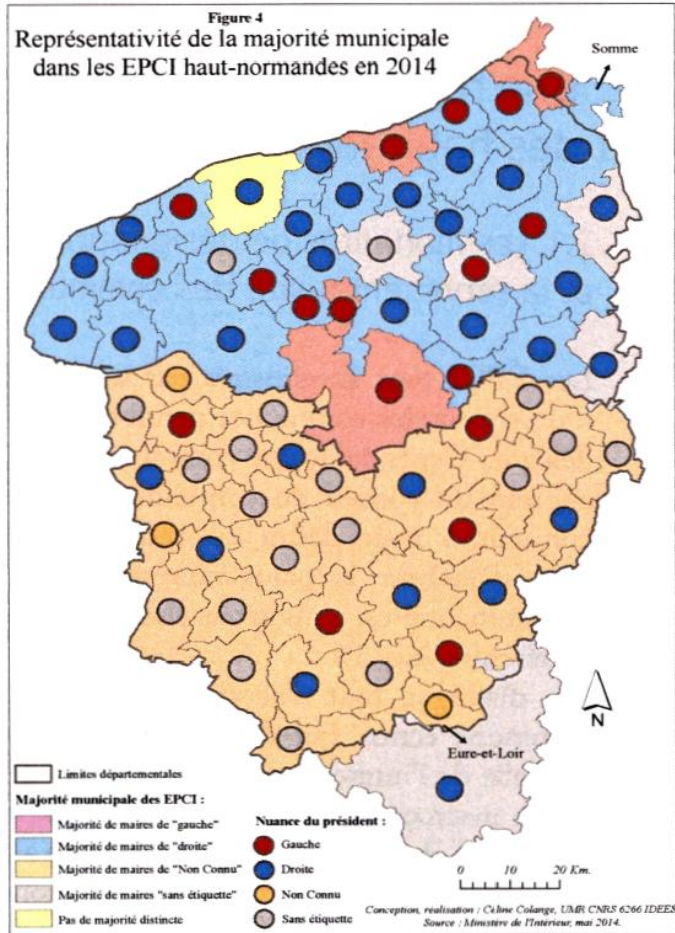 Figure 4
Représentativité de la majorité municipale
dans les EPCI haut-normandes en 2014
Somme
N
Eure-et-Loir
Limites départementales
Majorité municipale des EPCI :
Majorité de maires de "gauche"
Majorité de maires de "droite"
Majorité de maires de "Non Connu"
Majorité de maires "sans étiquette"
Pas de majorité distincte
Nuance du président :
Gauche
Droite
Non Connu
Sans étiquette
0 10 20 Km.
Conception, réalisation : Céline Colange, UMR CNRS 6266 IDEES
Source : Ministère de l'Intérieur, mai 2014.